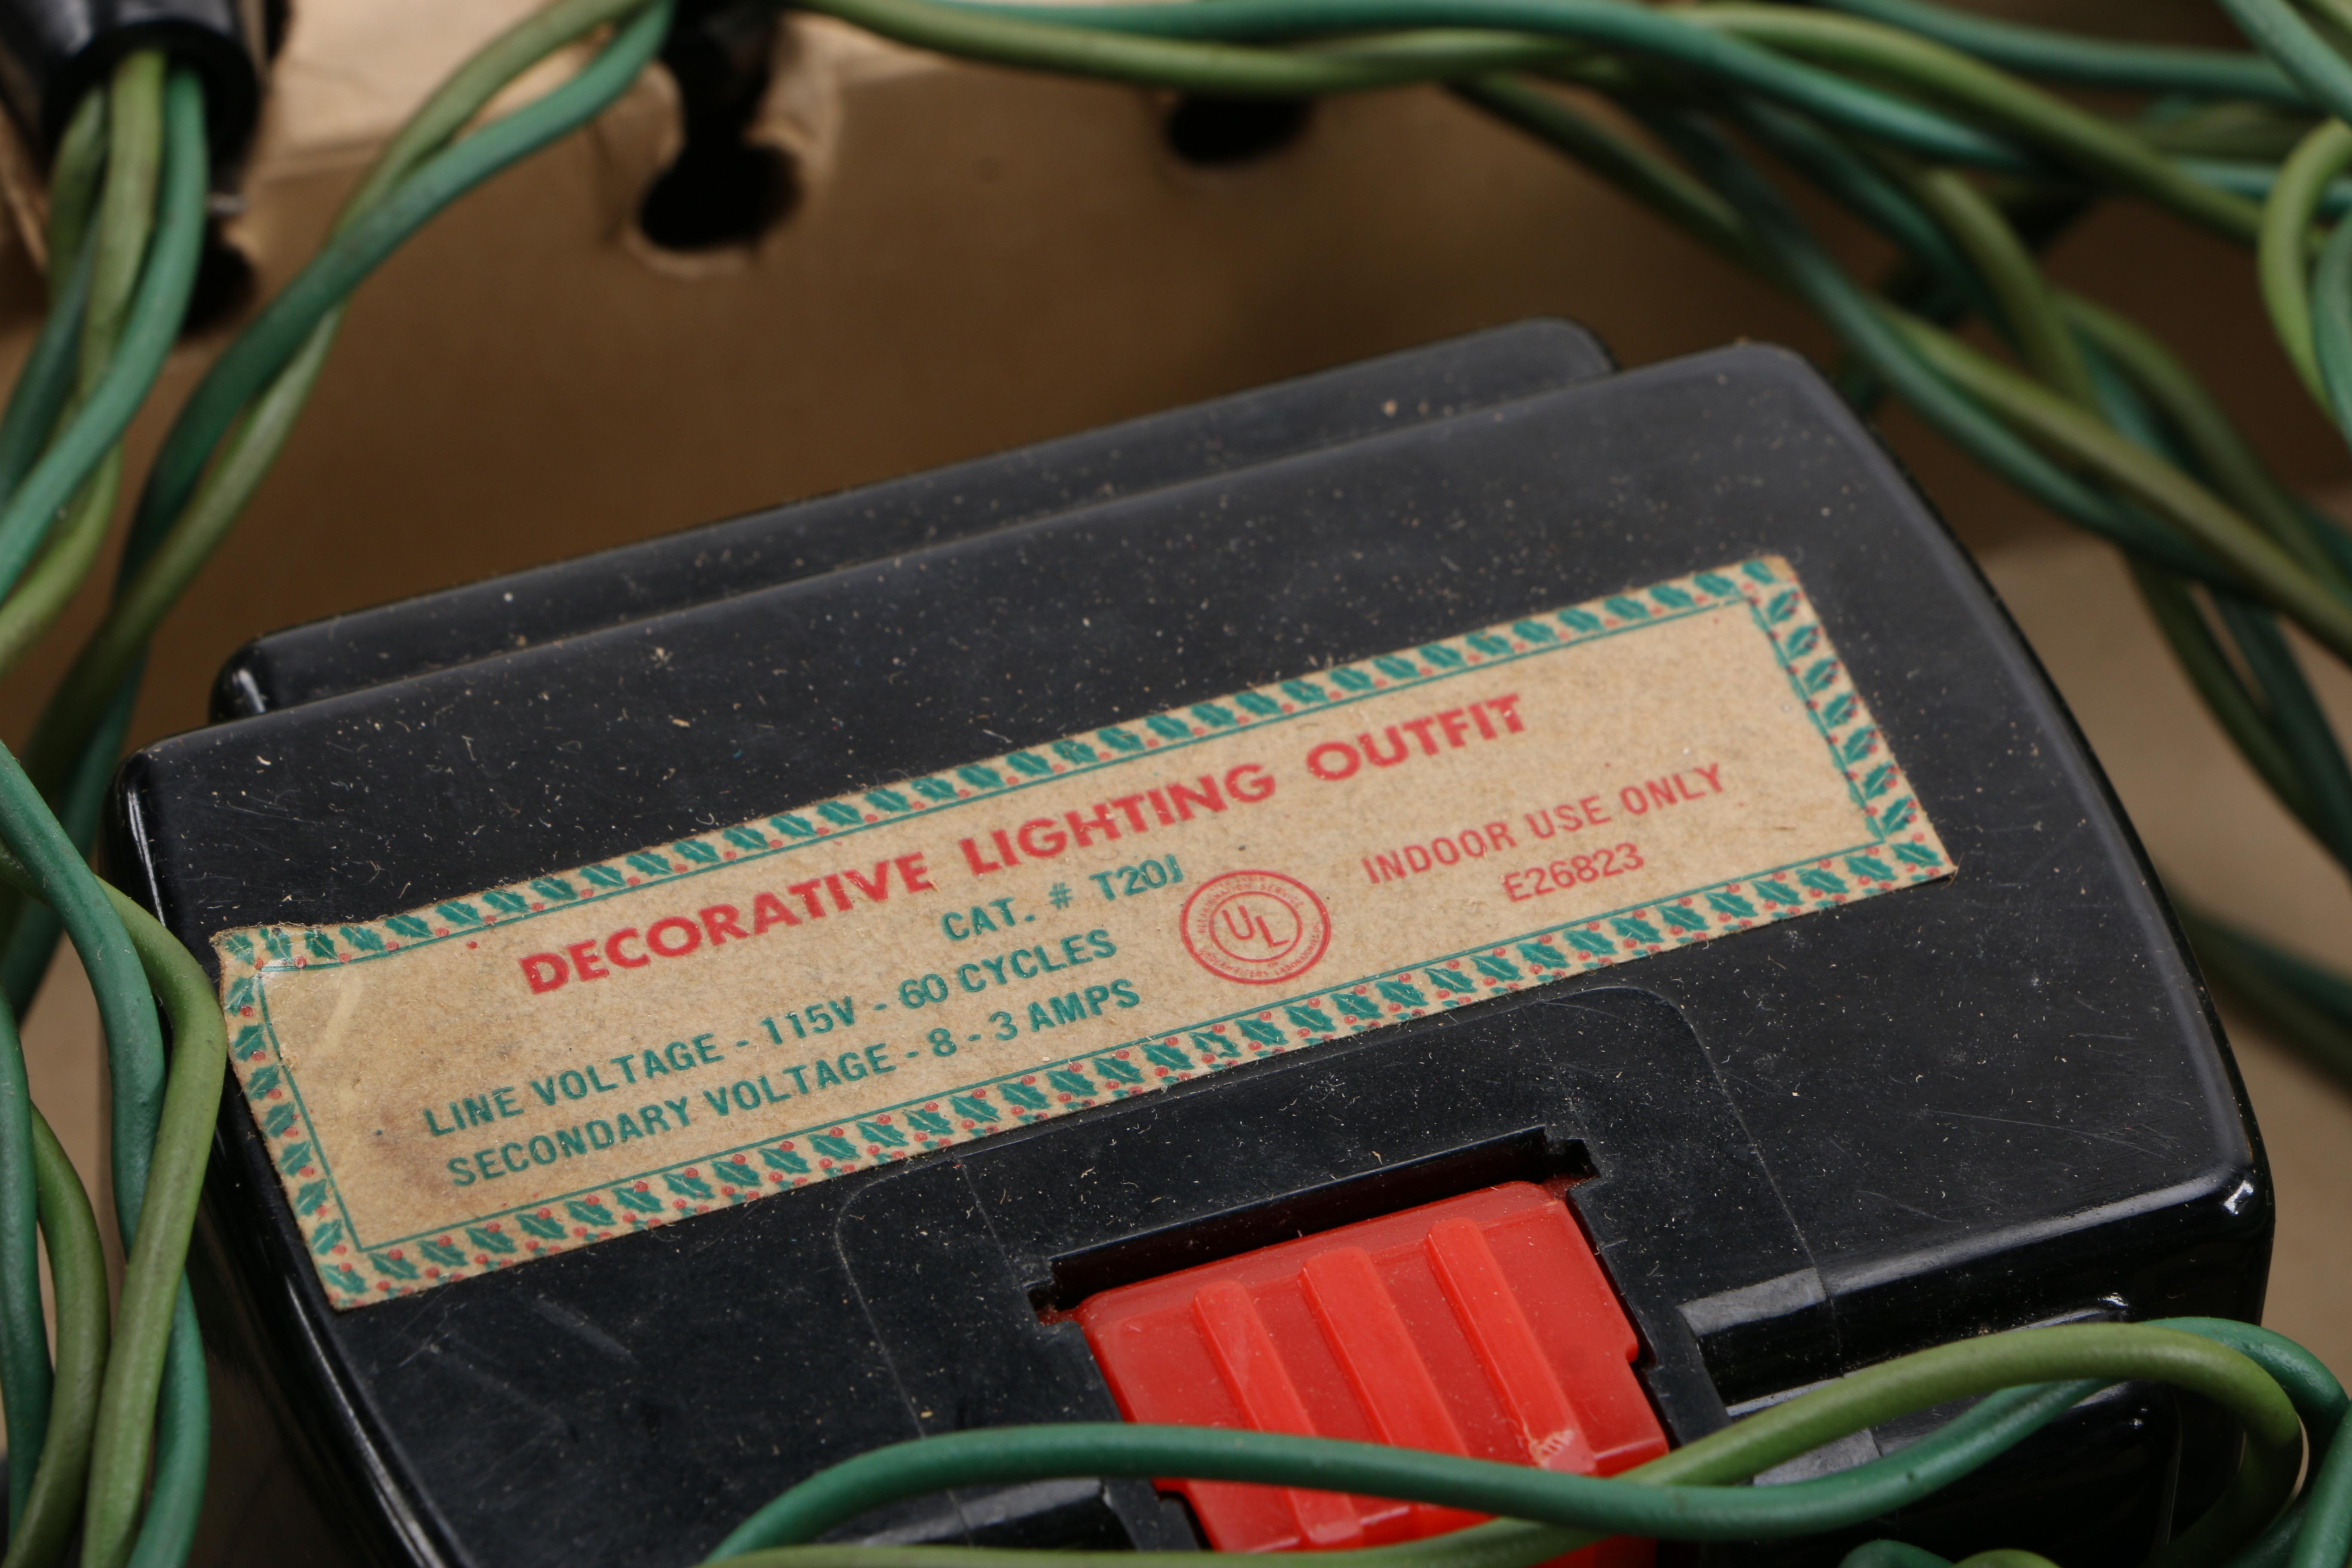 DECORATIVE LIGHTING OUTFIT
CAT. # T20J
LINE VOLTAGE - 115V - 60 CYCLES
SECONDARY VOLTAGE - 8 - 3 AMPS
UL
INDOOR USE ONLY
E26823